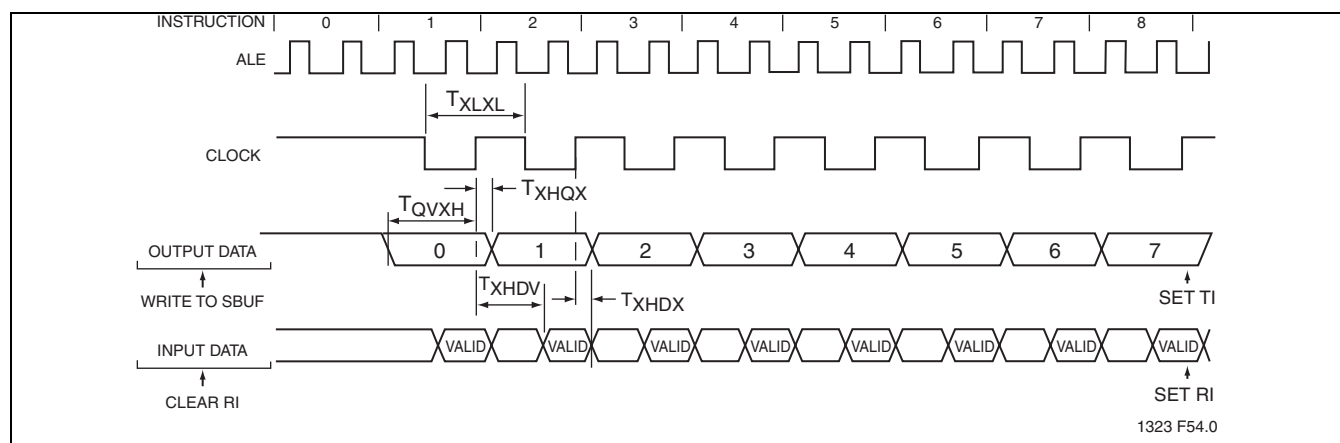 INSTRUCTION 0 1 2 3 4 5 6 7 8
ALE
TXLXL
CLOCK
TXHQX
TQVXH
OUTPUT DATA 0 1 2 3 4 5 6 7
TXHDV
TXHDX
WRITE TO SBUF
SET TI
INPUT DATA VALID VALID VALID VALID VALID VALID VALID VALID
CLEAR RI
SET RI
1323 F54.0